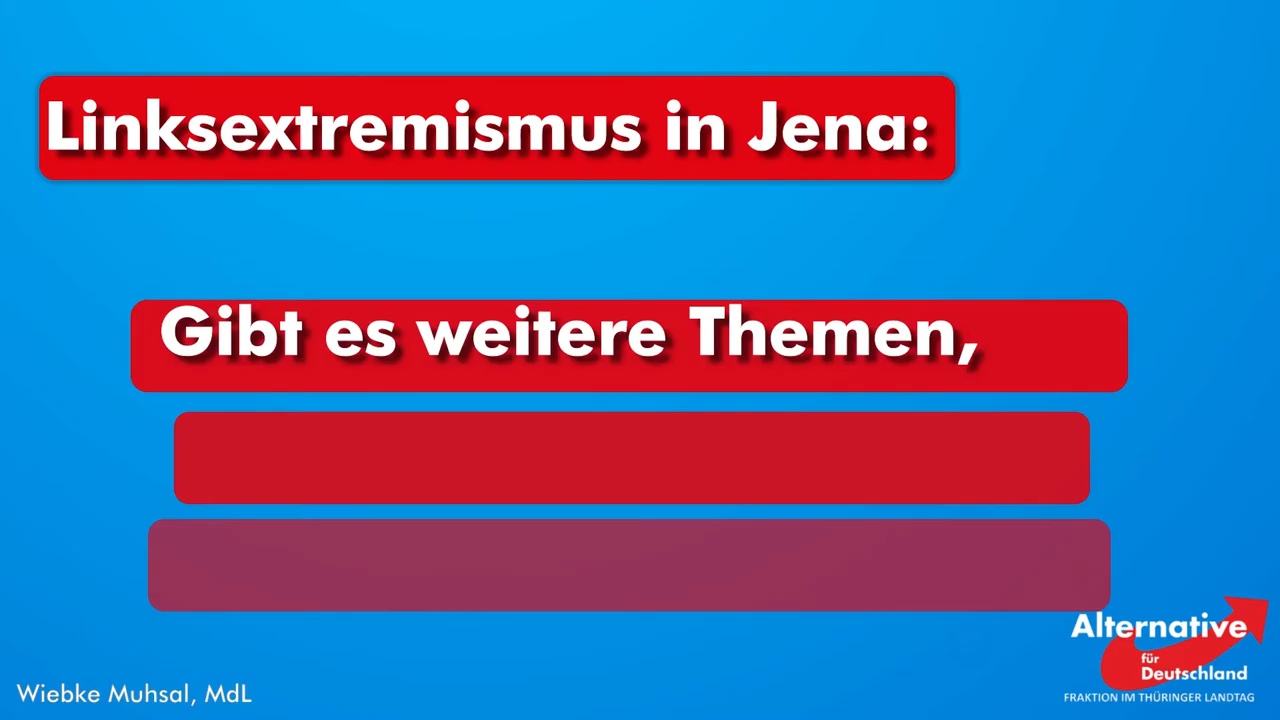 Linksextremismus in Jena:
Gibt es weitere Themen,
Alternative
für
Deutschland
FRAKTION IM THÜRINGER LANDTAG
Wiebke Muhsal, MdL